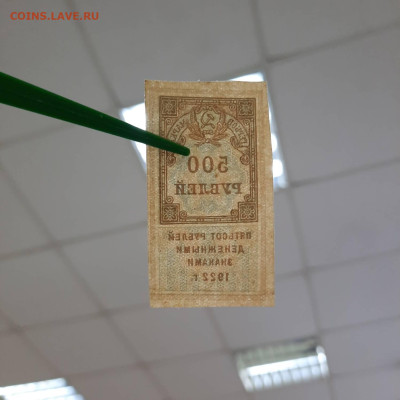 COINS.LAVE.RU
500
РУБЛЕЙ
ПЯТЬСОТ РУБЛЕЙ
ДЕНЕЖНЫМИ
ЗНАКАМИ
1922 г.